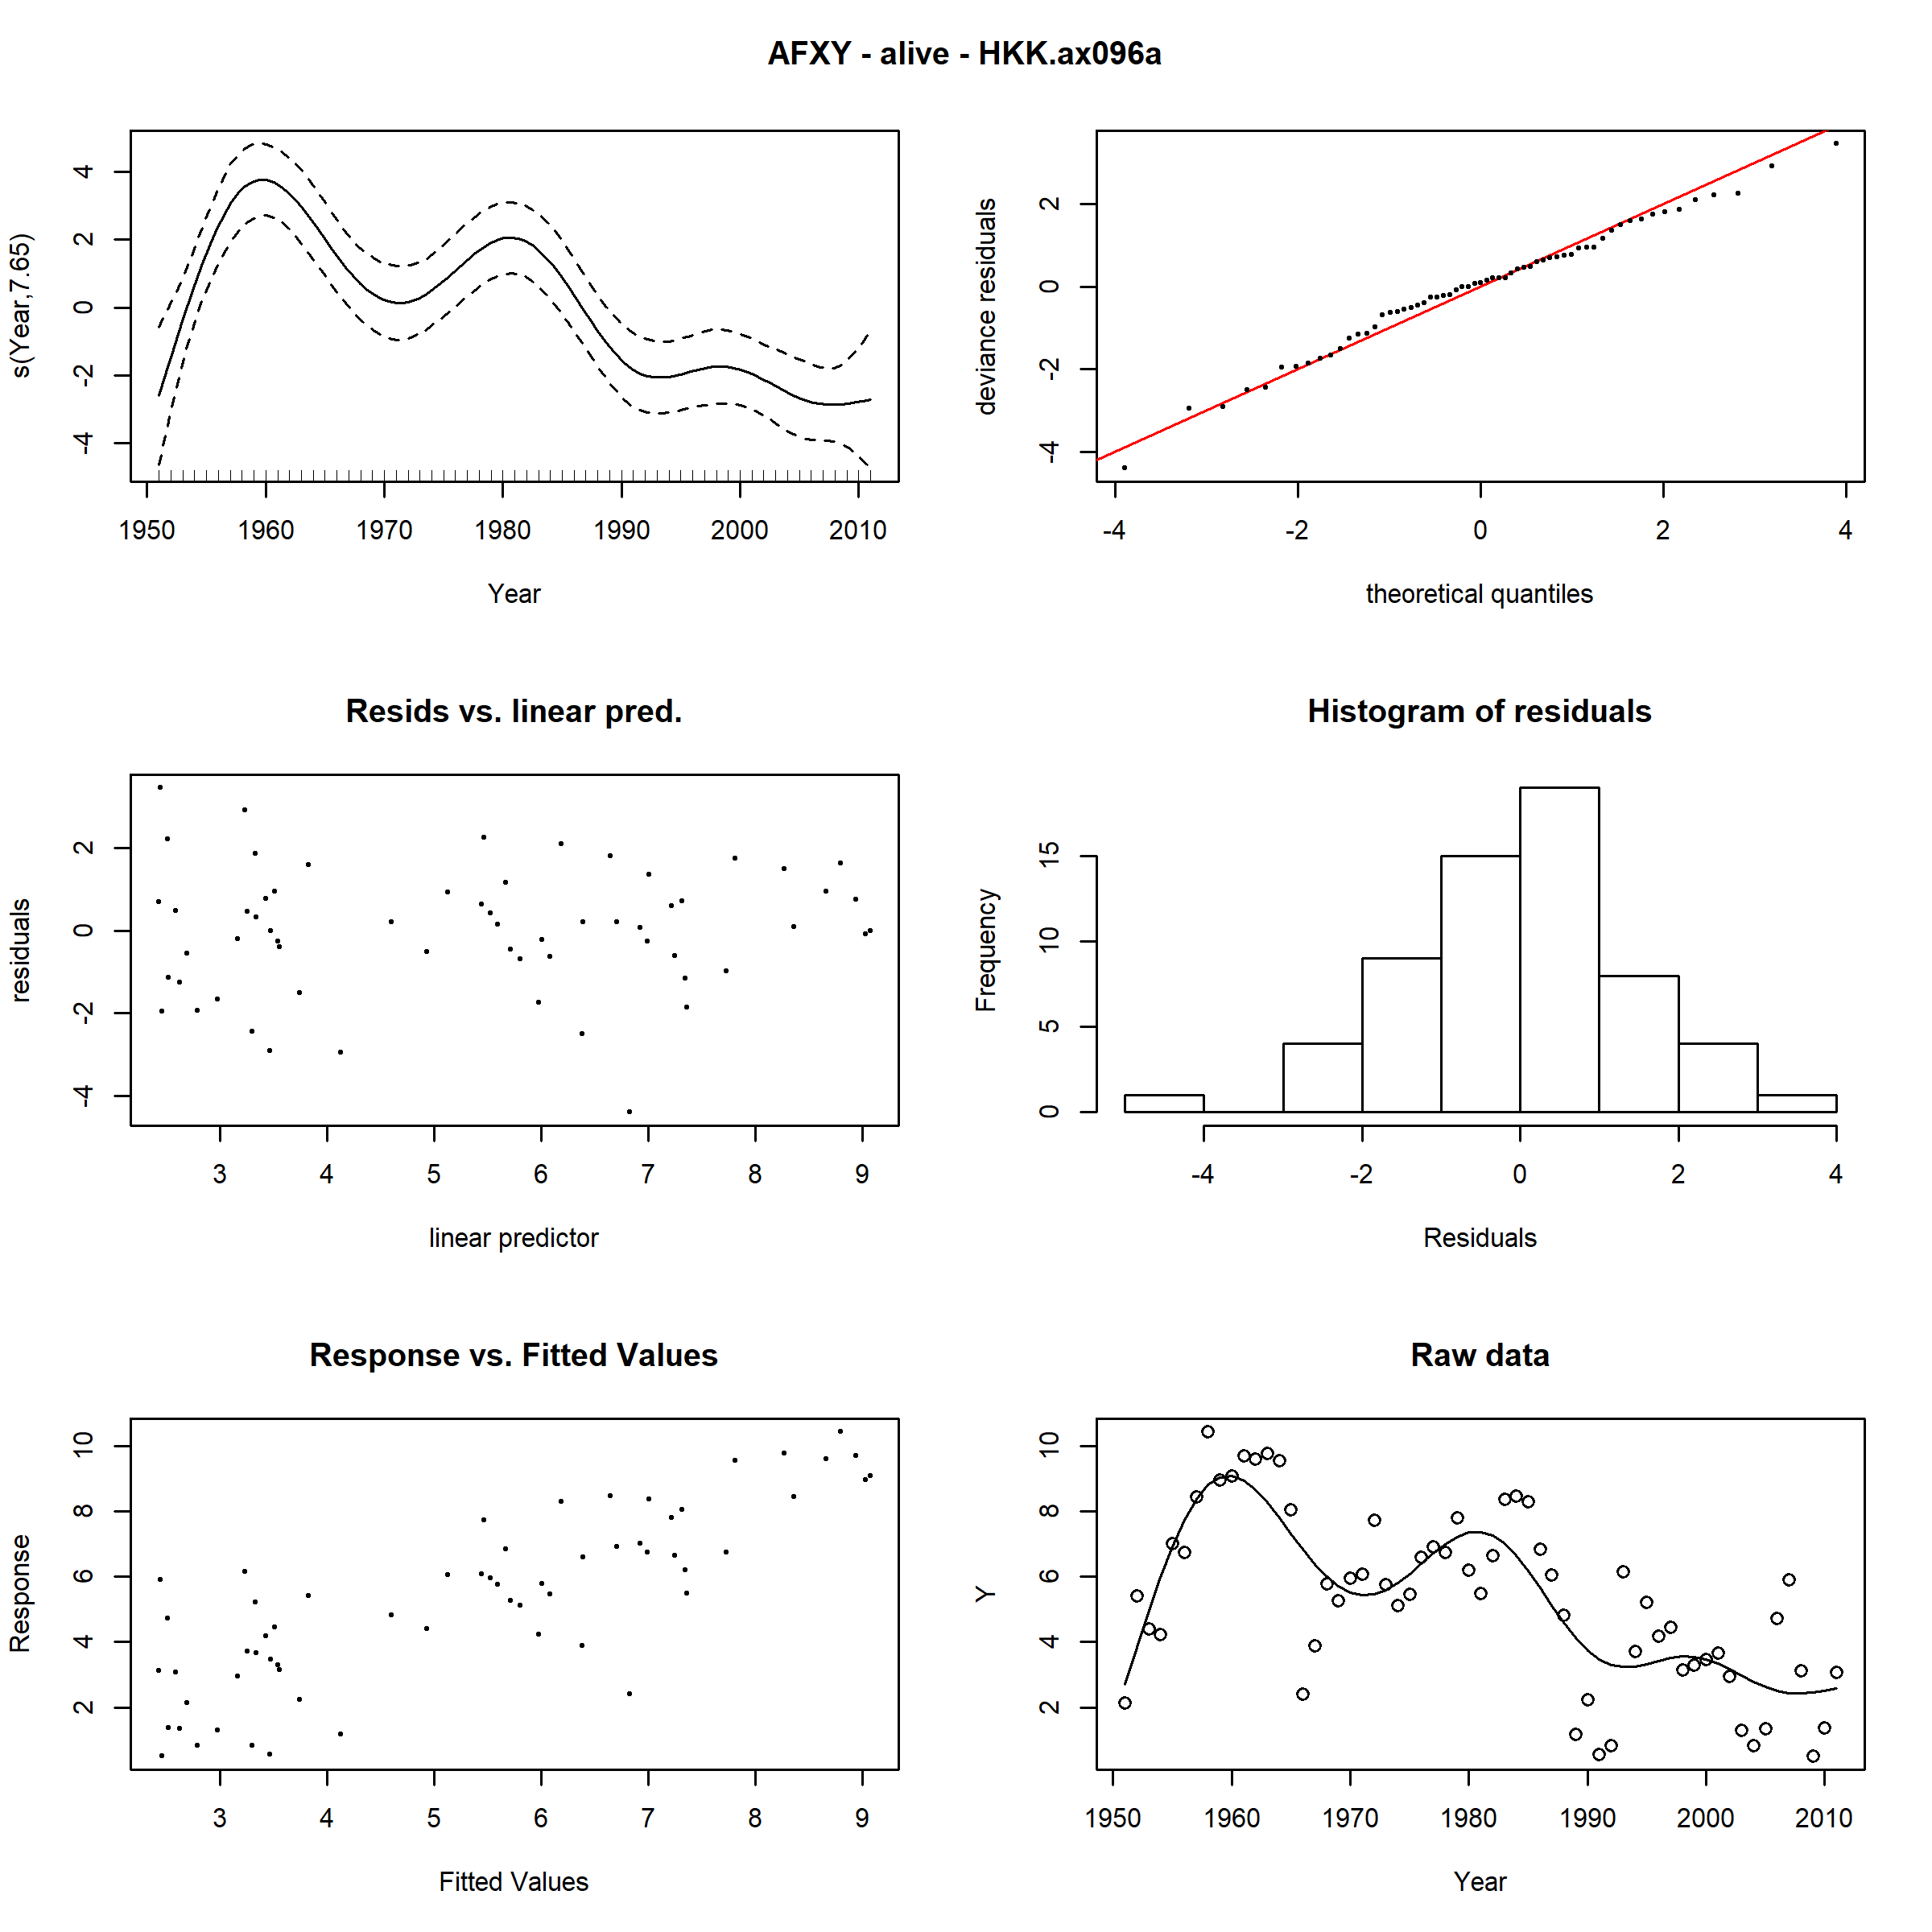 AFXY - alive - HKK.ax096a
s(Year,7.65)
4
2
0
-2
-4
1950 1960 1970 1980 1990 2000 2010
Year
deviance residuals
2
0
-2
-4
-4 -2 0 2 4
theoretical quantiles
Resids vs. linear pred.
residuals
2
0
-2
-4
3 4 5 6 7 8 9
linear predictor
Histogram of residuals
Frequency
15
10
5
0
-4 -2 0 2 4
Residuals
Response vs. Fitted Values
Response
10
8
6
4
2
3 4 5 6 7 8 9
Fitted Values
Raw data
Y
10
8
6
4
2
1950 1960 1970 1980 1990 2000 2010
Year